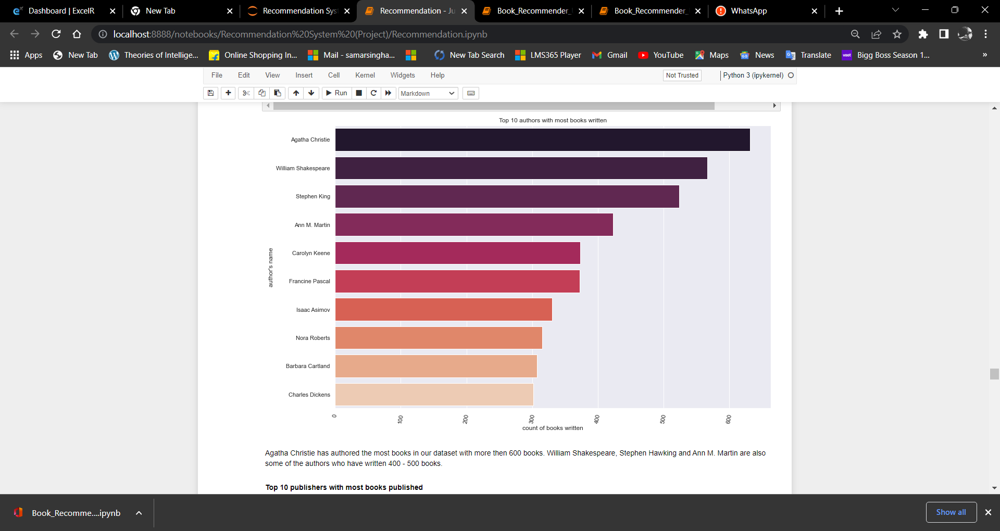 Dashboard | ExcelR
New Tab
Recommendation Sys
Recommendation - Ju
Book_Recommender_
Book_Recommender_
WhatsApp
localhost:8888/notebooks/Recommendation%20System%20(Project)/Recommendation.ipynb
Apps
New Tab
Theories of Intellige...
Online Shopping In...
Mail - samarsingha...
New Tab Search
LMS365 Player
Gmail
YouTube
Maps
News
Translate
voot
Bigg Boss Season 1...
»
File Edit View Insert Cell Kernel Widgets Help
Not Trusted
Python 3 (ipykernel)
Run
Markdown
Top 10 authors with most books written
Agatha Christie
William Shakespeare
Stephen King
Ann M. Martin
Carolyn Keene
Francine Pascal
Isaac Asimov
Nora Roberts
Barbara Cartland
Charles Dickens
author's name
0 100 200 300 400 500 600
count of books written
Agatha Christie has authored the most books in our dataset with more then 600 books. William Shakespeare, Stephen Hawking and Ann M. Martin are also
some of the authors who have written 400 - 500 books.
Top 10 publishers with most books published
Book_Recomme....ipynb
Show all